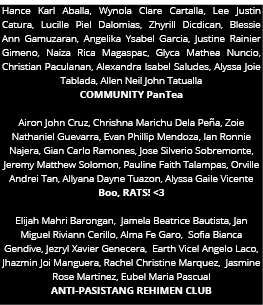 Hance Karl Aballa, Wynola Clare Cartalla, Lee Justin
Catura, Lucille Piel Dalomias, Zhyrill Dicdican, Blessie
Ann Gamuzaran, Angelika Ysabel Garcia, Justine Rainier
Gimeno, Naiza Rica Magaspac, Glyca Mathea Nuncio,
Christian Paculanan, Alexandra Isabel Saludes, Alyssa Joie
Tablada, Allen Neil John Tatualla
COMMUNITY PanTea
Airon John Cruz, Chrishna Marichu Dela Peña, Zoie
Nathaniel Guevarra, Evan Phillip Mendoza, Ian Ronnie
Najera, Gian Carlo Ramones, Jose Silverio Sobremonte,
Jeremy Matthew Solomon, Pauline Faith Talampas, Orville
Andrei Tan, Allyana Dayne Tuazon, Alyssa Gaile Vicente
Boo, RATS! <3
Elijah Mahri Barongan, Jamela Beatrice Bautista, Jan
Miguel Riviann Cerillo, Alma Fe Garo, Sofia Bianca
Gendive, Jezryl Xavier Genecera, Earth Vicel Angelo Laco,
Jhazmin Joi Manguera, Rachel Christine Marquez, Jasmine
Rose Martinez, Eubel Maria Pascual
ANTI-PASISTANG REHIMEN CLUB